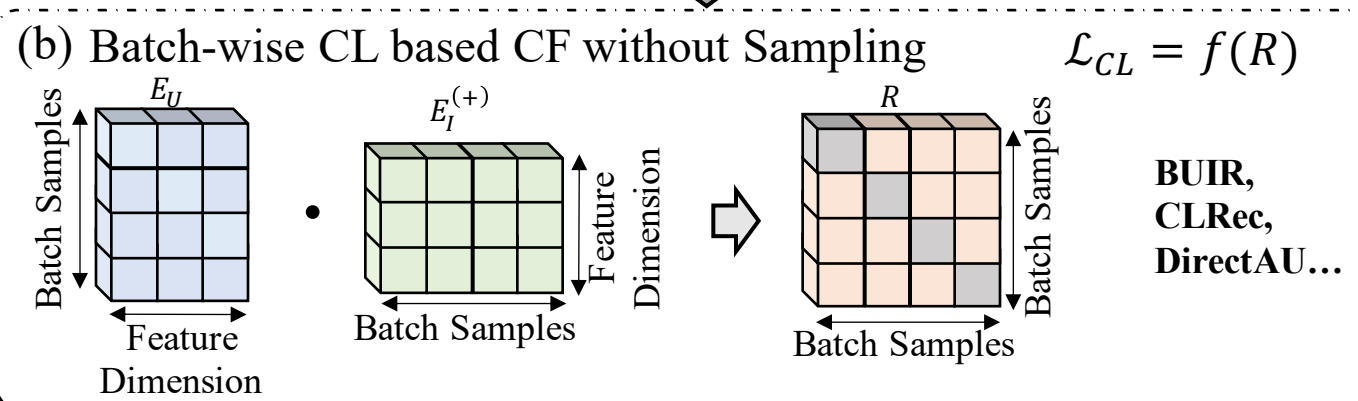 (b) Batch-wise CL based CF without Sampling
ℒ_CL = f(R)
E_U
E_I^(+)
R
Batch Samples
Feature
Dimension
•
Batch Samples
Feature
Dimension
Batch Samples
Batch Samples
BUIR,
CLRec,
DirectAU...